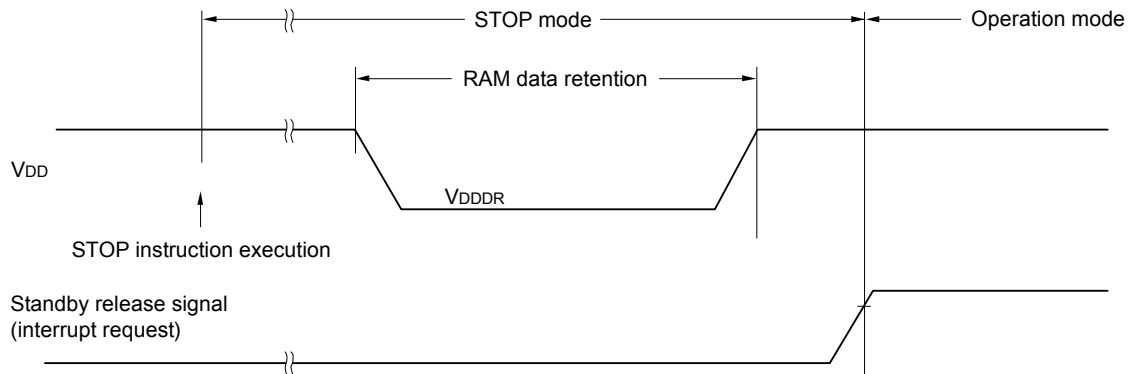 STOP mode
Operation mode
RAM data retention
VDD
VDDDR
STOP instruction execution
Standby release signal
(interrupt request)